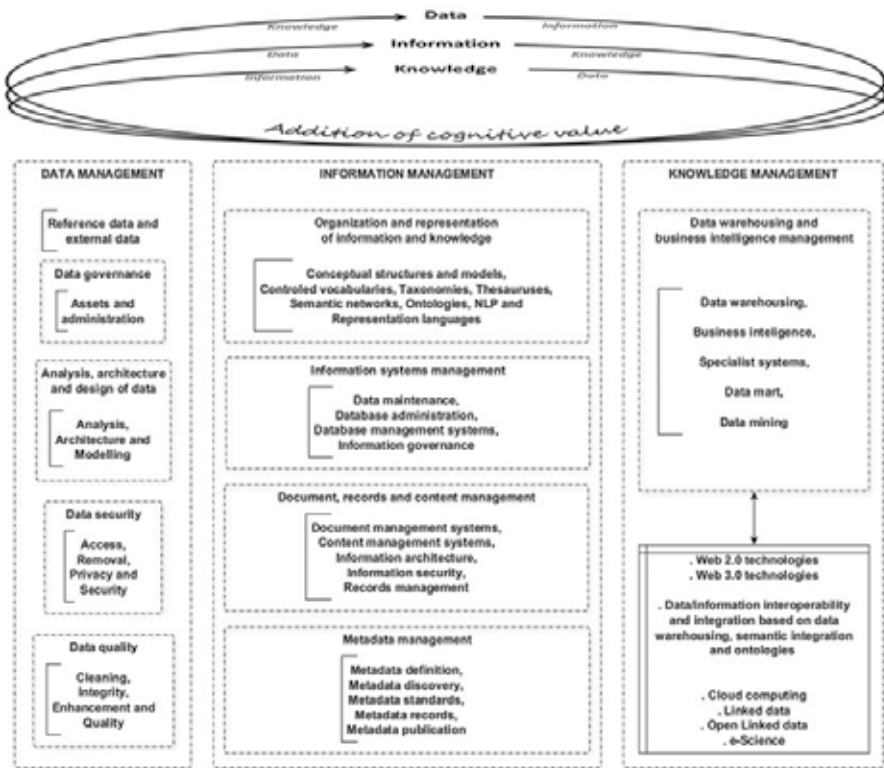 Data
Knowledge
Information
Information
Data
Knowledge
Knowledge
Information
Data
Addition of cognitive value
DATA MANAGEMENT
Reference data and
external data
Data governance
Assets and
administration
Analysis, architecture
and design of data
Analysis,
Architecture and
Modelling
Data security
Access,
Removal,
Privacy and
Security
Data quality
Cleaning,
Integrity,
Enhancement and
Quality
INFORMATION MANAGEMENT
Organization and representation
of information and knowledge
Conceptual structures and models,
Controled vocabularies, Taxonomies, Thesauruses,
Semantic networks, Ontologies, NLP and
Representation languages
Information systems management
Data maintenance,
Database administration,
Database management systems,
Information governance
Document, records and content management
Document management systems,
Content management systems,
Information architecture,
Information security,
Records management
Metadata management
Metadata definition,
Metadata discovery,
Metadata standards,
Metadata records,
Metadata publication
KNOWLEDGE MANAGEMENT
Data warehousing and
business intelligence management
Data warehousing,
Business inteligence,
Specialist systems,
Data mart,
Data mining
. Web 2.0 technologies
. Web 3.0 technologies
. Data/information interoperability
and integration based on data
warehousing, semantic integration
and ontologies
. Cloud computing
. Linked data
. Open Linked data
. e-Science